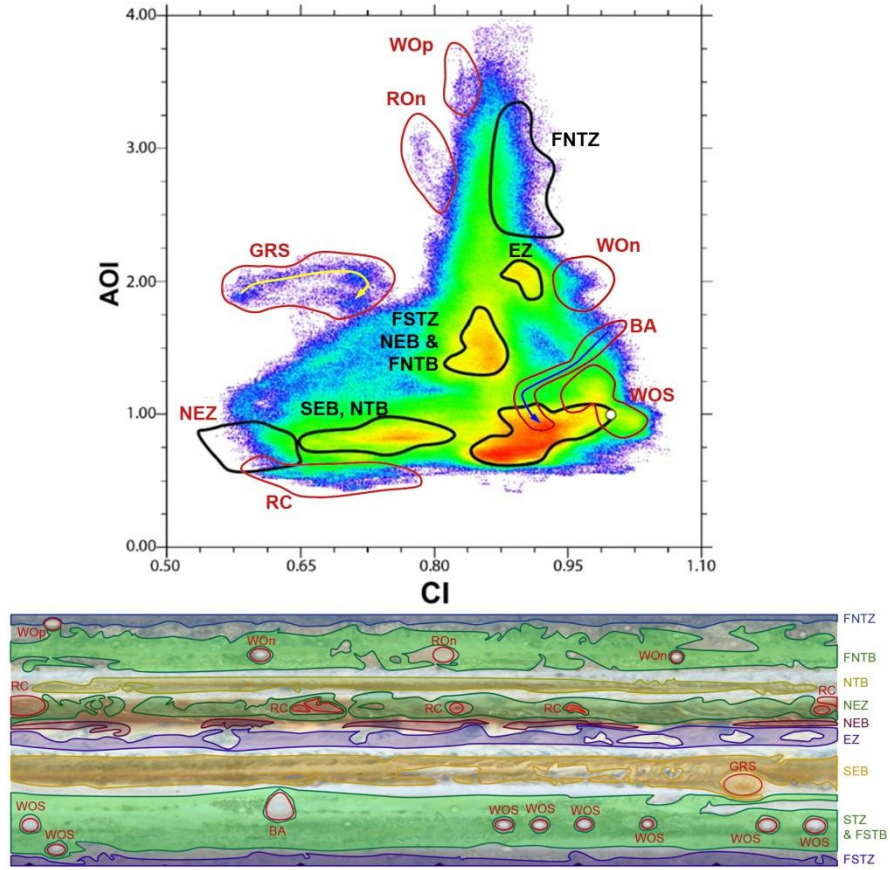 4.00
WOp
ROn
3.00
FNTZ
GRS
EZ
WOn
AOI
2.00
FSTZ
NEB &
FNTB
BA
NEZ
SEB, NTB
WOS
1.00
RC
0.00
0.50
0.65
0.80
0.95
1.10
CI
FNTZ
WOp
WOn
ROn
WOn
FNTB
RC
NTB
RC
RC
RC
RC
NEZ
NEB
EZ
GRS
SEB
WOS
BA
WOS
WOS
WOS
WOS
WOS
WOS
WOS
STZ
& FSTB
FSTZ